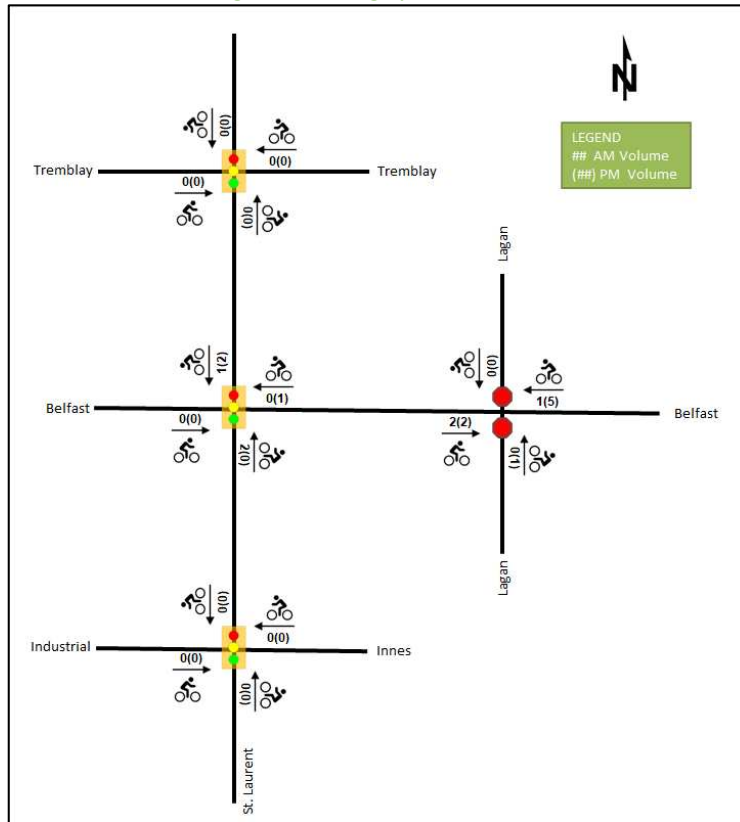 N
LEGEND
## AM Volume
(##) PM Volume
0(0)
0(0)
Tremblay
Tremblay
0(0)
0(0)
Lagan
1(2)
0(0)
0(1)
1(5)
Belfast
Belfast
0(0)
2(2)
2(0)
0(1)
Lagan
0(0)
0(0)
Industrial
Innes
0(0)
0(0)
St. Laurent